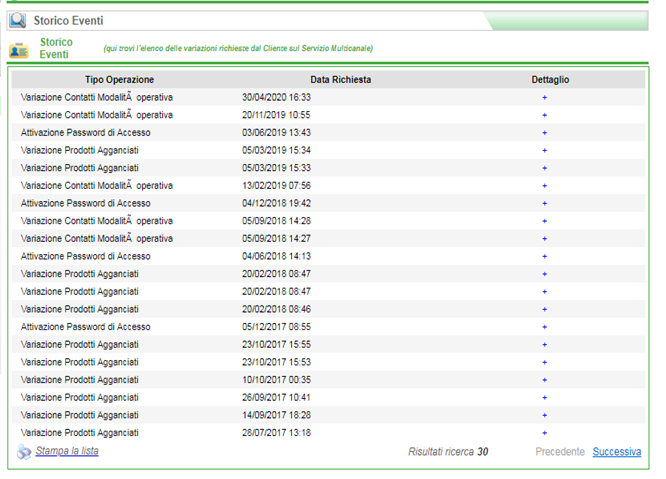 Storico Eventi
Storico
Eventi
(qui trovi l'elenco delle variazioni richieste dal Cliente sul Servizio Multicanale)
Tipo Operazione Data Richiesta Dettaglio
Variazione Contatti ModalitÃ operativa 30/04/2020 16:33 +
Variazione Contatti ModalitÃ operativa 20/11/2019 10:55 +
Attivazione Password di Accesso 03/06/2019 13:43 +
Variazione Prodotti Agganciati 05/03/2019 15:34 +
Variazione Prodotti Agganciati 05/03/2019 15:33 +
Variazione Contatti ModalitÃ operativa 13/02/2019 07:56 +
Attivazione Password di Accesso 04/12/2018 19:42 +
Variazione Contatti ModalitÃ operativa 05/09/2018 14:28 +
Variazione Contatti ModalitÃ operativa 05/09/2018 14:27 +
Attivazione Password di Accesso 04/06/2018 14:13 +
Variazione Prodotti Agganciati 20/02/2018 08:47 +
Variazione Prodotti Agganciati 20/02/2018 08:47 +
Variazione Prodotti Agganciati 20/02/2018 08:46 +
Attivazione Password di Accesso 05/12/2017 08:55 +
Variazione Prodotti Agganciati 23/10/2017 15:55 +
Variazione Prodotti Agganciati 23/10/2017 15:53 +
Variazione Prodotti Agganciati 10/10/2017 00:35 +
Variazione Prodotti Agganciati 26/09/2017 10:41 +
Variazione Prodotti Agganciati 14/09/2017 18:28 +
Variazione Prodotti Agganciati 28/07/2017 13:18 +
Stampa la lista Risultati ricerca 30 Precedente Successiva